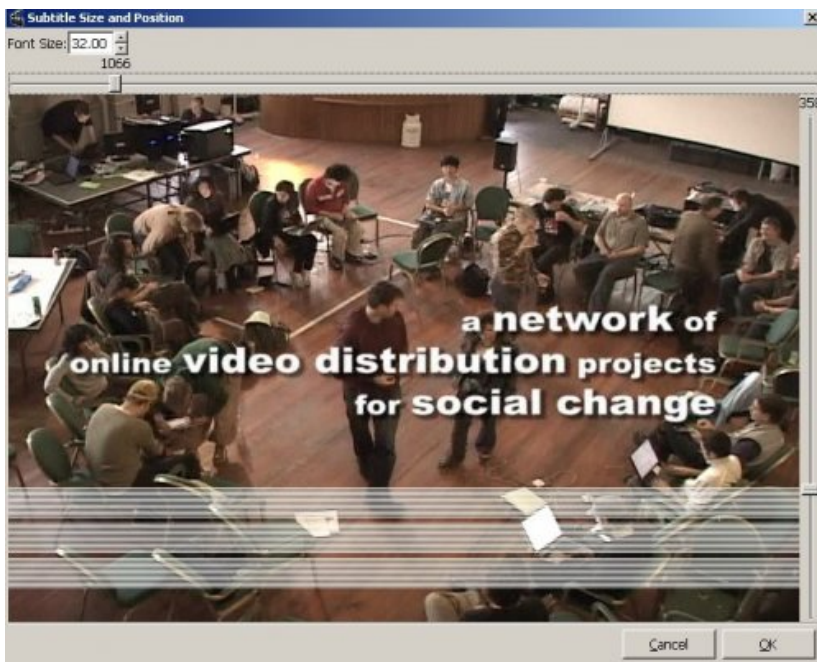 Subtitle Size and Position
Font Size: 32.00
1066
358
a network of
online video distribution projects
for social change
Cancel
OK